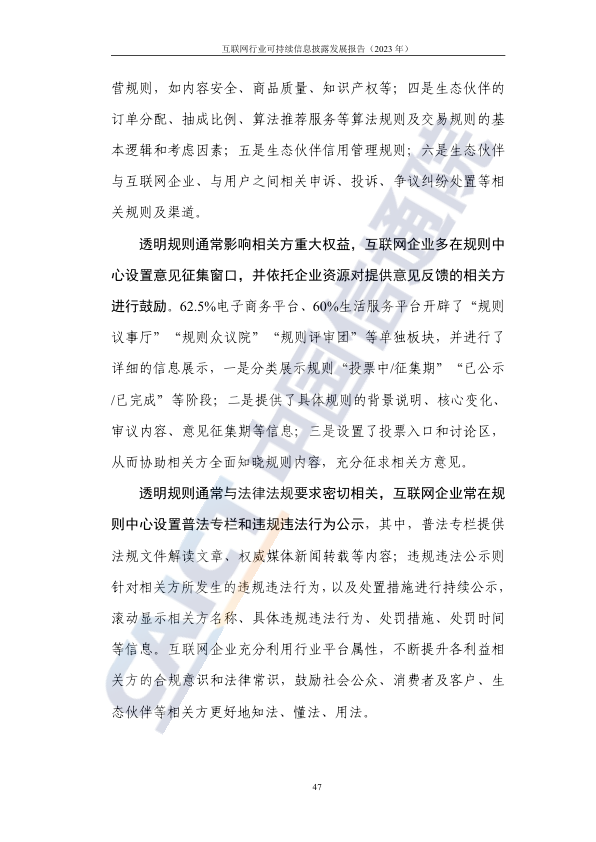 互联网行业可持续信息披露发展报告（2023 年）
营规则，如内容安全、商品质量、知识产权等；四是生态伙伴的
订单分配、抽成比例、算法推荐服务等算法规则及交易规则的基
本逻辑和考虑因素；五是生态伙伴信用管理规则；六是生态伙伴
与互联网企业、与用户之间相关申诉、投诉、争议纠纷处置等相
关规则及渠道。
透明规则通常影响相关方重大权益，互联网企业多在规则中
心设置意见征集窗口，并依托企业资源对提供意见反馈的相关方
进行鼓励。62.5%电子商务平台、60%生活服务平台开辟了“规则
议事厅”“规则众议院”“规则评审团”等单独板块，并进行了
详细的信息展示，一是分类展示规则“投票中/征集期”“已公示
/已完成”等阶段；二是提供了具体规则的背景说明、核心变化、
审议内容、意见征集期等信息；三是设置了投票入口和讨论区，
从而协助相关方全面知晓规则内容，充分征求相关方意见。
透明规则通常与法律法规要求密切相关，互联网企业常在规
则中心设置普法专栏和违规违法行为公示，其中，普法专栏提供
法规文件解读文章、权威媒体新闻转载等内容；违规违法公示则
针对相关方所发生的违规违法行为，以及处置措施进行持续公示，
滚动显示相关方名称、具体违规违法行为、处罚措施、处罚时间
等信息。互联网企业充分利用行业平台属性，不断提升各利益相
关方的合规意识和法律常识，鼓励社会公众、消费者及客户、生
态伙伴等相关方更好地知法、懂法、用法。
CAICT 中国信通院
47